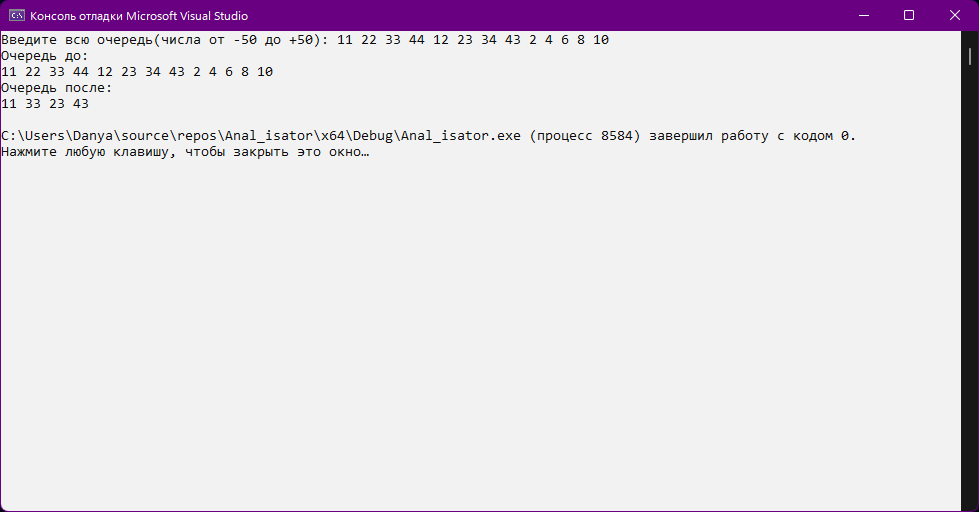 Консоль отладки Microsoft Visual Studio
Введите всю очередь(числа от -50 до +50): 11 22 33 44 12 23 34 43 2 4 6 8 10
Очередь до:
11 22 33 44 12 23 34 43 2 4 6 8 10
Очередь после:
11 33 23 43
C:\Users\Danya\source\repos\Anal_isator\x64\Debug\Anal_isator.exe (процесс 8584) завершил работу с кодом 0.
Нажмите любую клавишу, чтобы закрыть это окно…